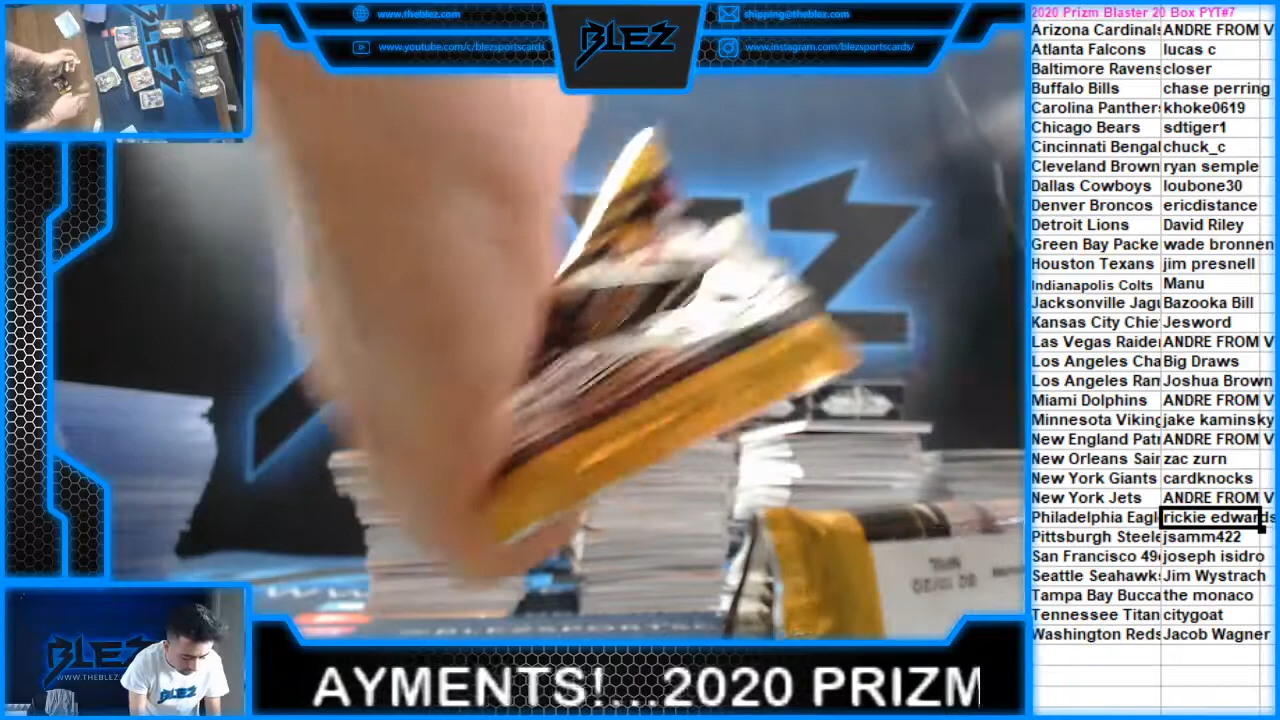 www.theblez.com
shipping@theblez.com
www.youtube.com/c/blezsportscards
www.instagram.com/blezsportscards/
BLEZ
2020 Prizm Blaster 20 Box PYT#7
Arizona Cardinals ANDRE FROM V
Atlanta Falcons lucas c
Baltimore Ravens closer
Buffalo Bills chase perring
Carolina Panthers khoke0619
Chicago Bears sdtiger1
Cincinnati Bengal chuck_c
Cleveland Brown ryan semple
Dallas Cowboys loubone30
Denver Broncos ericdistance
Detroit Lions David Riley
Green Bay Packe wade bronnen
Houston Texans jim presnell
Indianapolis Colts Manu
Jacksonville Jagu Bazooka Bill
Kansas City Chie Jesword
Las Vegas Raider ANDRE FROM V
Los Angeles Cha Big Draws
Los Angeles Ram Joshua Brown
Miami Dolphins ANDRE FROM V
Minnesota Viking jake kaminsky
New England Patr ANDRE FROM V
New Orleans Sain zac zurn
New York Giants cardknocks
New York Jets ANDRE FROM V
Philadelphia Eagl rickie edwards
Pittsburgh Steele jsamm422
San Francisco 49 joseph isidro
Seattle Seahawk Jim Wystrach
Tampa Bay Bucca the monaco
Tennessee Titan citygoat
Washington Reds Jacob Wagner
BLEZ
WWW.THEBLEZ
BLEZ
AYMENTS!...2020 PRIZM